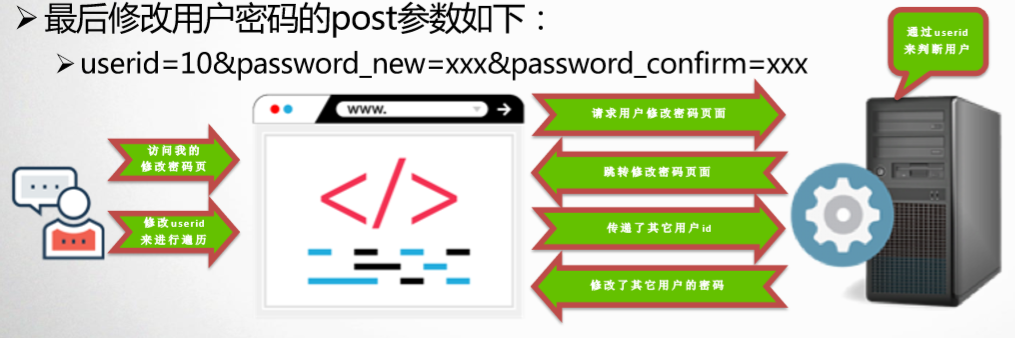 ➢ 最后修改用户密码的post参数如下：
➢ userid=10&password_new=xxx&password_confirm=xxx
通过userid
来判断用户
www.
访问我的
修改密码页
修改userid
来进行遍历
请求用户修改密码页面
跳转修改密码页面
传递了其它用户id
修改了其它用户的密码